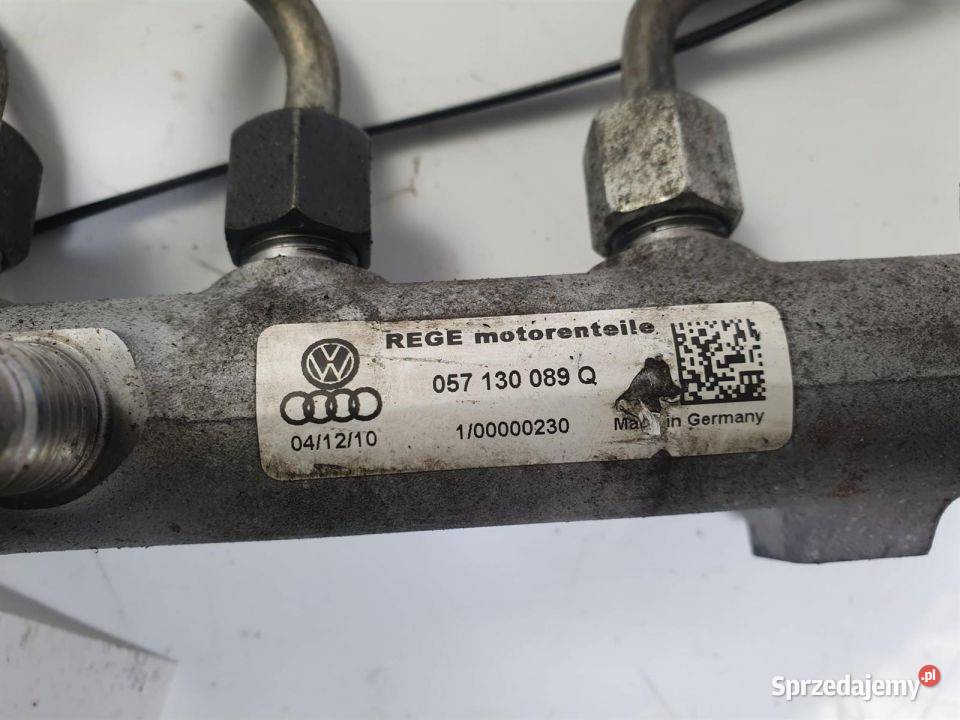 REGE motorenteile
057 130 089 Q
04/12/10
1/00000230
Made in Germany
Sprzedajemy.pl